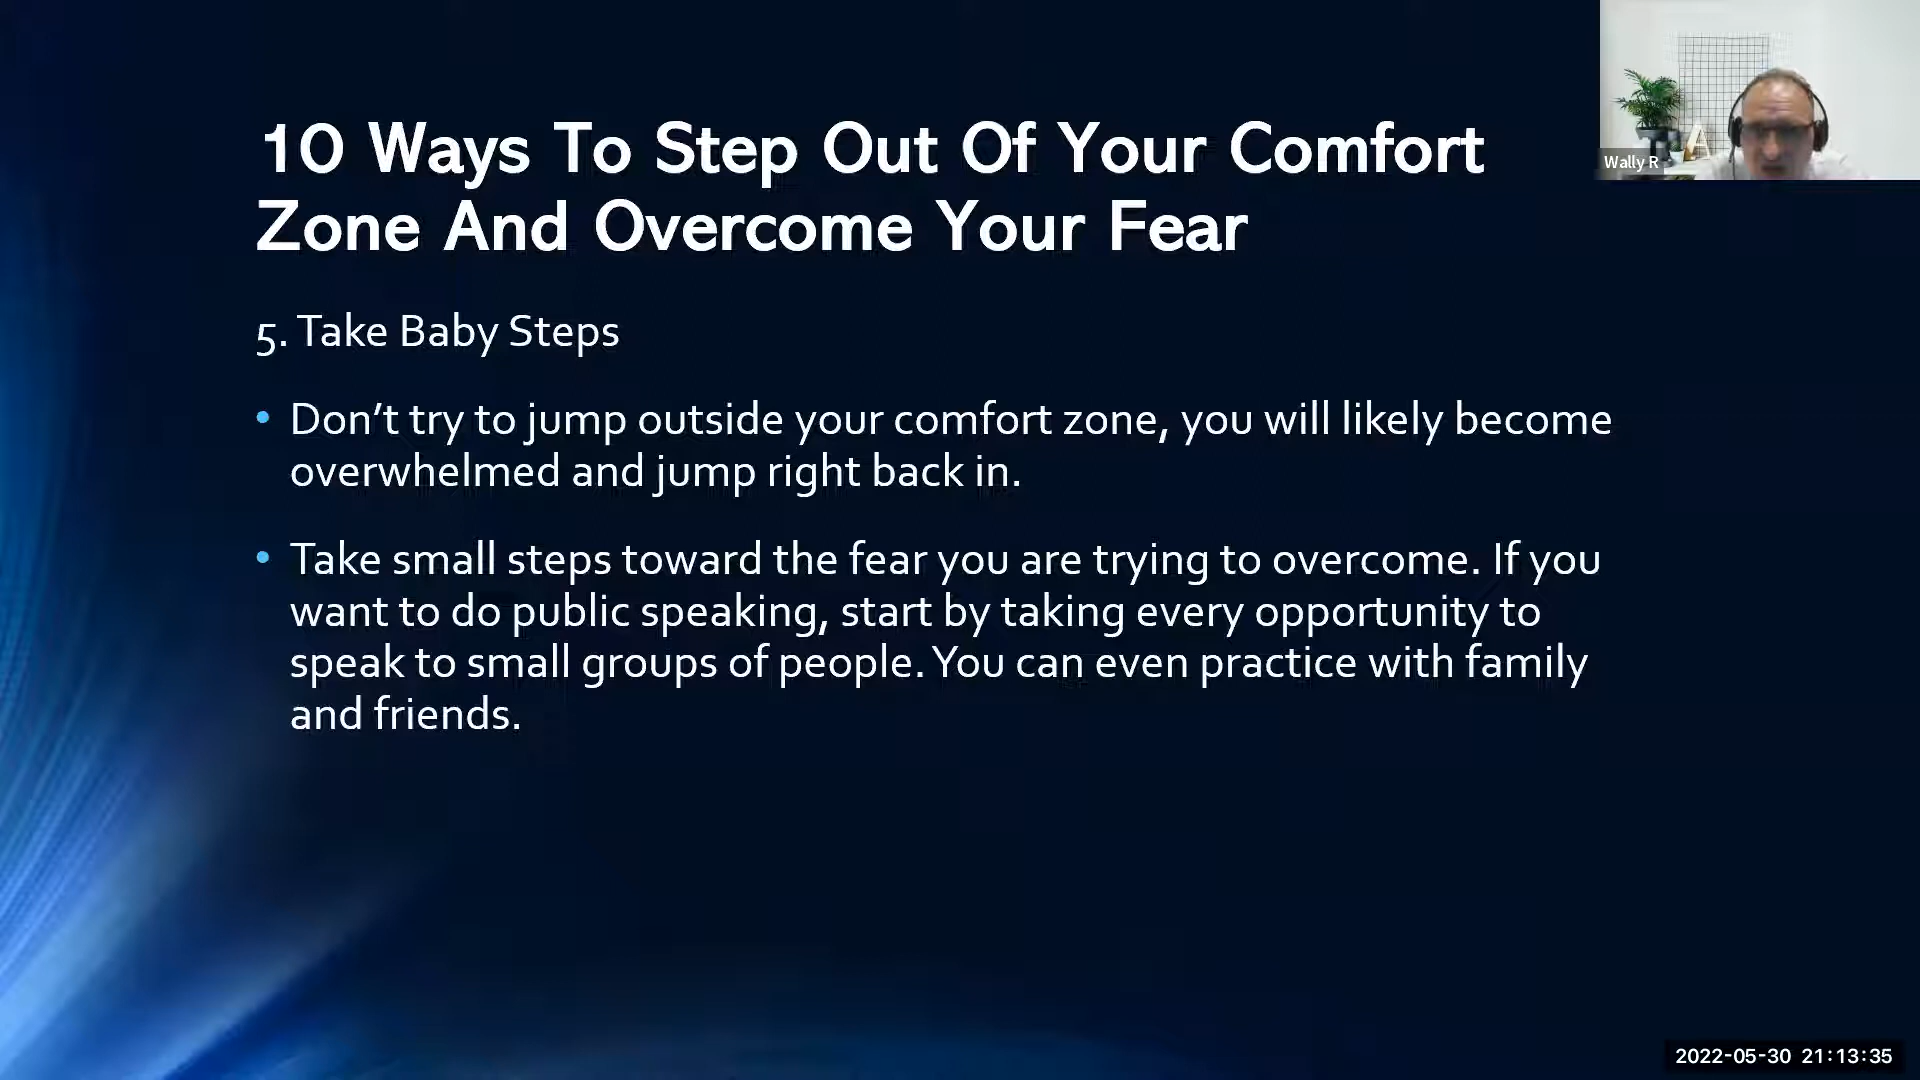 10 Ways To Step Out Of Your Comfort
Zone And Overcome Your Fear
Wally R
5. Take Baby Steps
• Don’t try to jump outside your comfort zone, you will likely become
overwhelmed and jump right back in.
• Take small steps toward the fear you are trying to overcome. If you
want to do public speaking, start by taking every opportunity to
speak to small groups of people. You can even practice with family
and friends.
2022-05-30 21:13:35